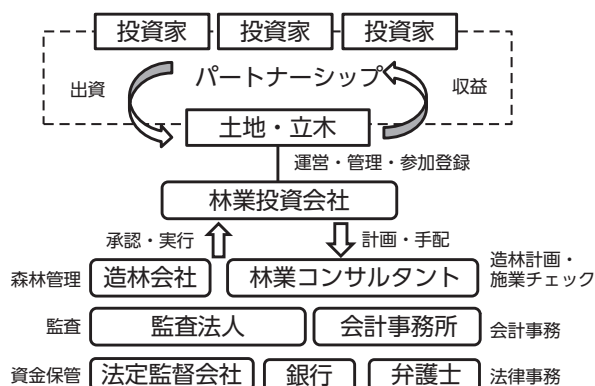 投資家 投資家 投資家
出資 パートナーシップ 収益
土地・立木
運営・管理・参加登録
林業投資会社
承認・実行 計画・手配
森林管理 造林会社 林業コンサルタント 造林計画・
施業チェック
監査 監査法人 会計事務所 会計事務
資金保管 法定監督会社 銀行 弁護士 法律事務